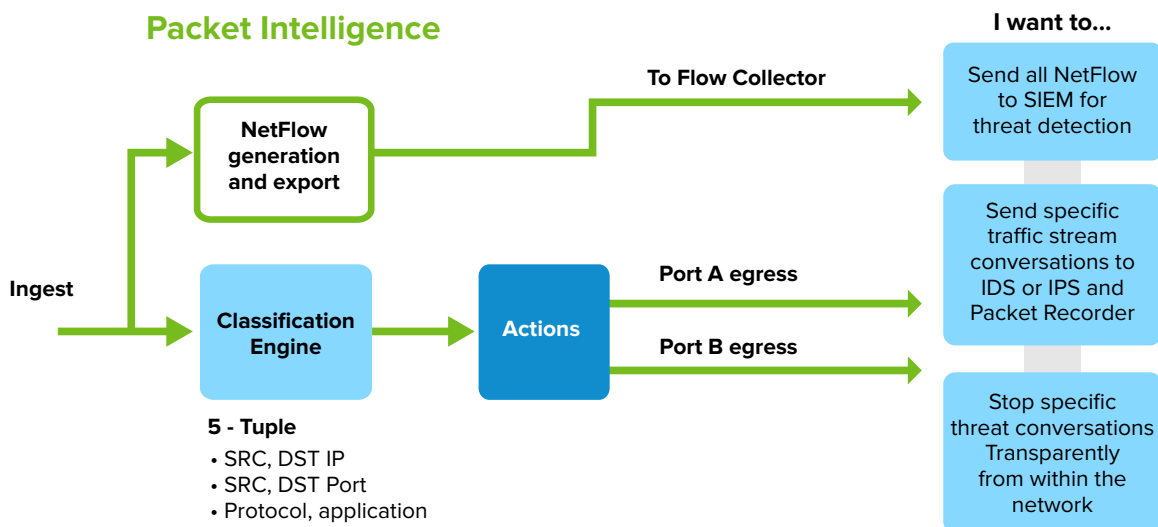 Packet Intelligence
I want to...
To Flow Collector
Send all NetFlow
to SIEM for
threat detection
NetFlow
generation
and export
Send specific
traffic stream
conversations to
IDS or IPS and
Packet Recorder
Ingest
Classification
Engine
Actions
Port A egress
Port B egress
Stop specific
threat conversations
Transparently
from within the
network
5 - Tuple
• SRC, DST IP
• SRC, DST Port
• Protocol, application